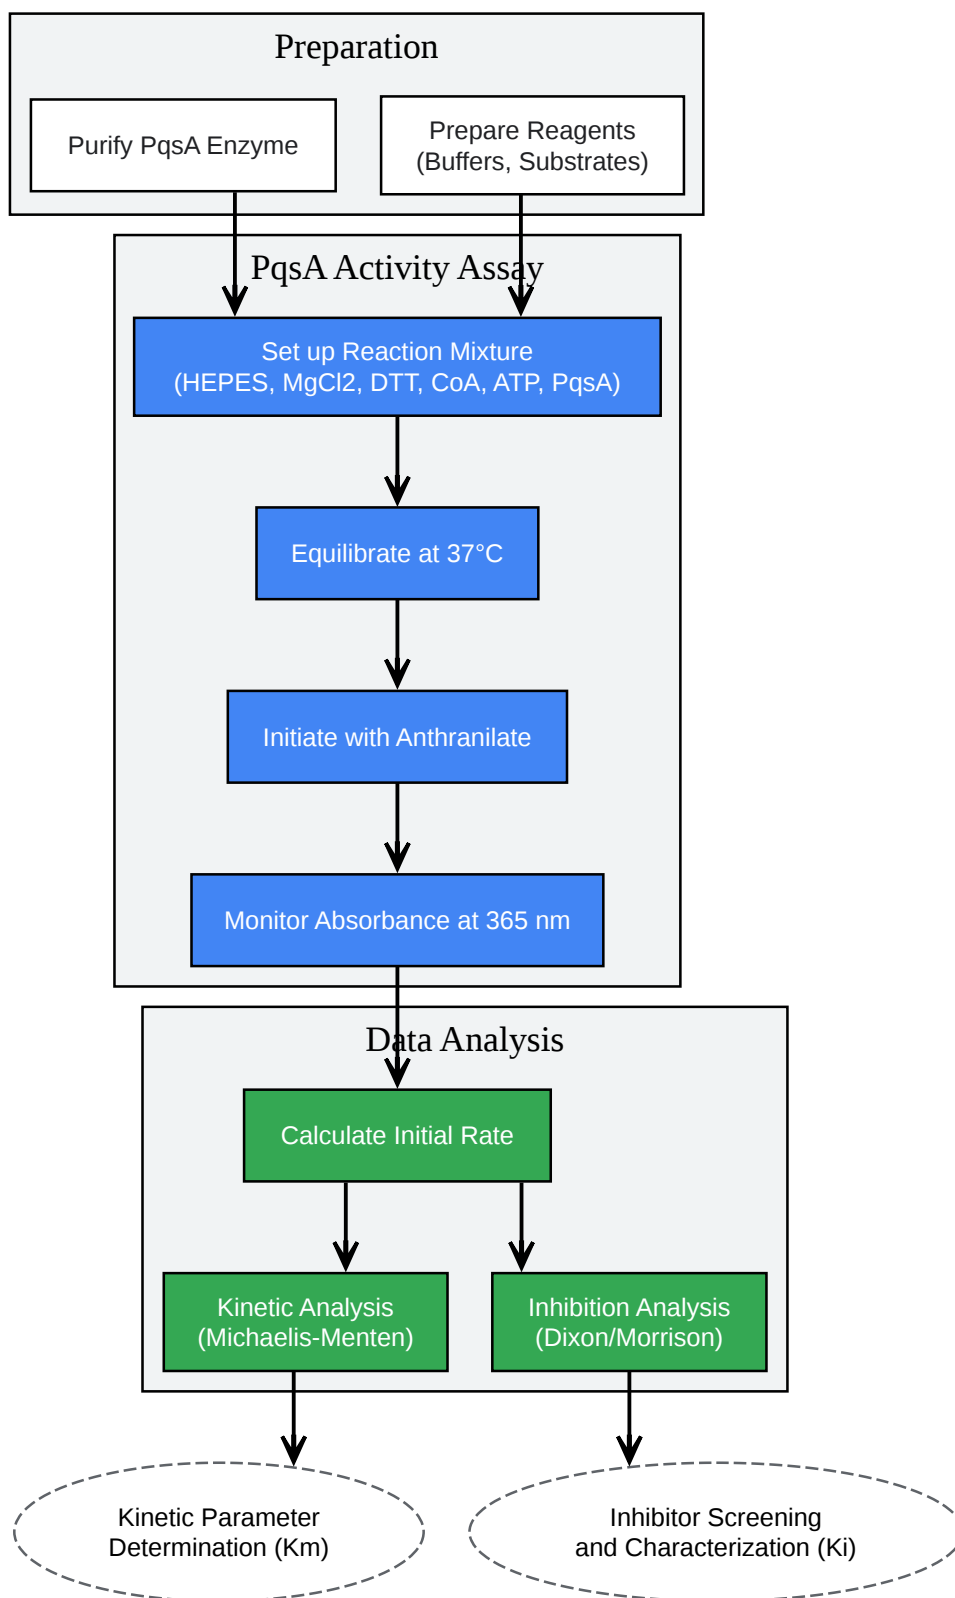 Preparation
Purify PqsA Enzyme
Prepare Reagents
(Buffers, Substrates)
PqsA Activity Assay
Set up Reaction Mixture
(HEPES, MgCl2, DTT, CoA, ATP, PqsA)
Equilibrate at 37°C
Initiate with Anthranilate
Monitor Absorbance at 365 nm
Data Analysis
Calculate Initial Rate
Kinetic Analysis
(Michaelis-Menten)
Inhibition Analysis
(Dixon/Morrison)
Kinetic Parameter
Determination (Km)
Inhibitor Screening
and Characterization (Ki)